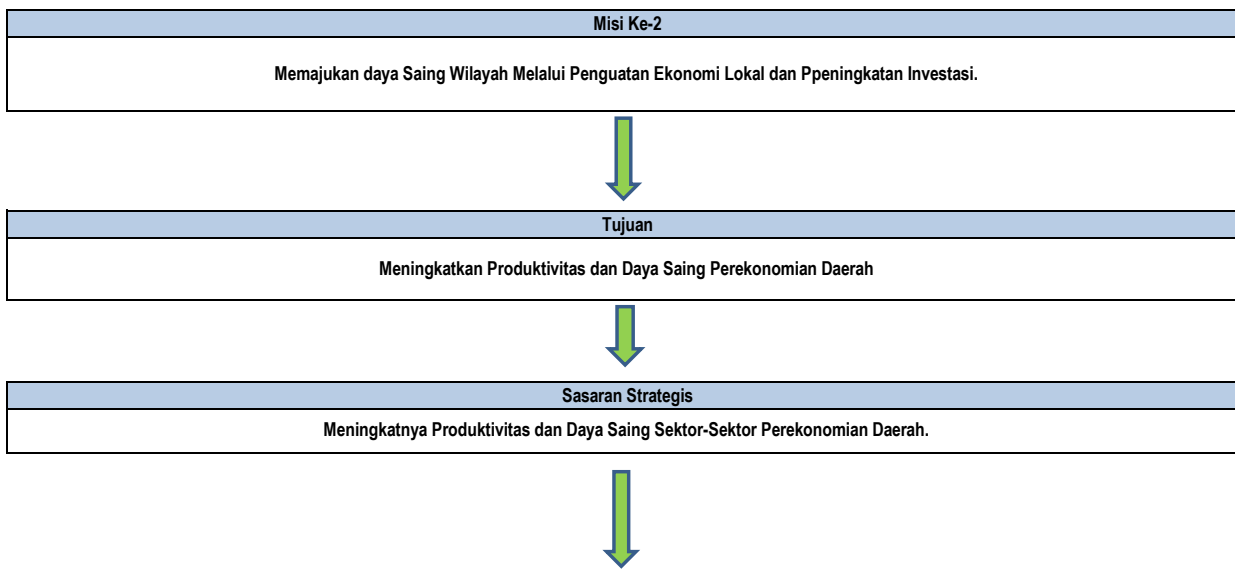 Misi Ke-2
Memajukan daya Saing Wilayah Melalui Penguatan Ekonomi Lokal dan Ppeningkatan Investasi.
Tujuan
Meningkatkan Produktivitas dan Daya Saing Perekonomian Daerah
Sasaran Strategis
Meningkatnya Produktivitas dan Daya Saing Sektor-Sektor Perekonomian Daerah.